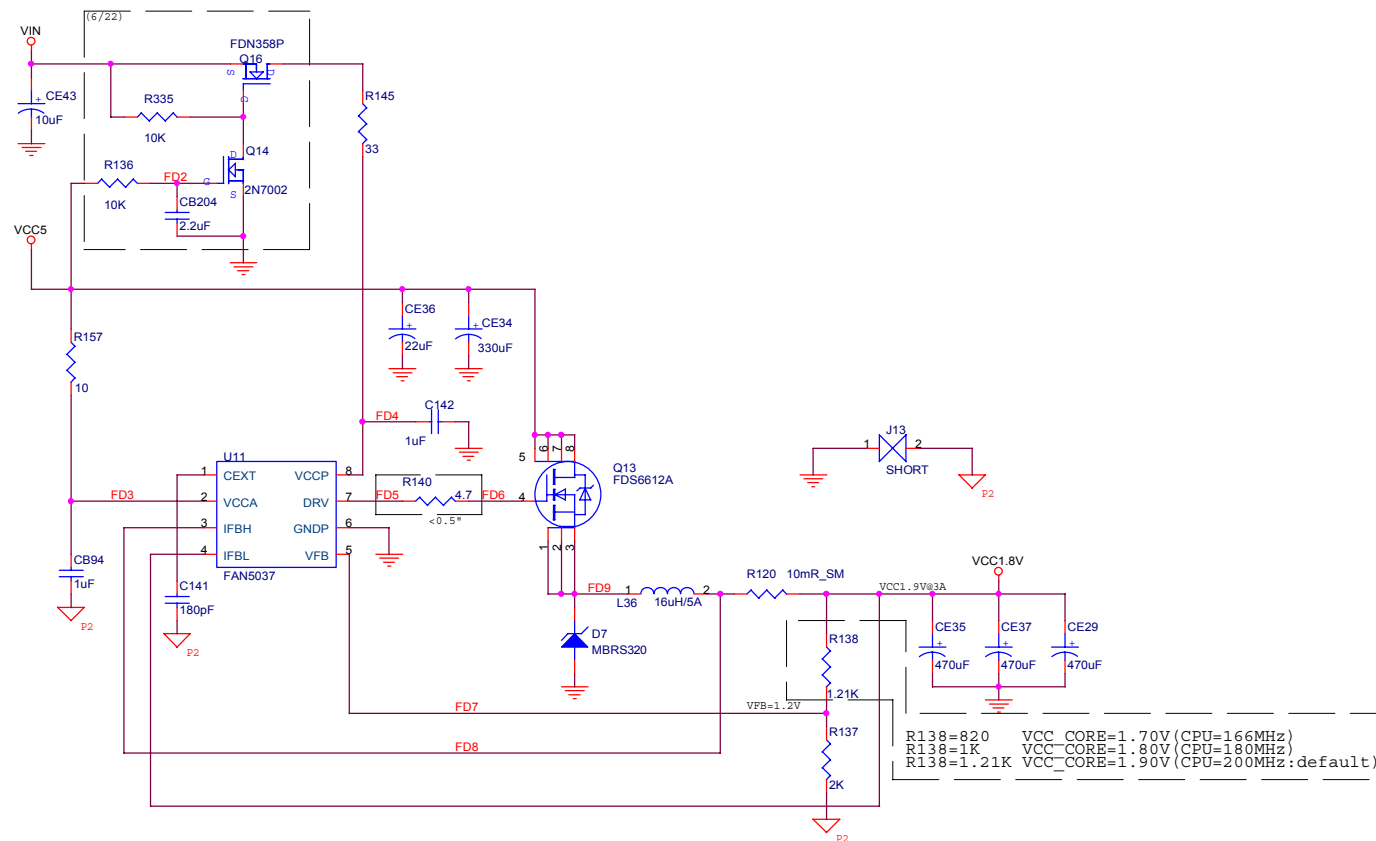 (6/22)
VIN
FDN358P
Q16
S
D
G
CE43
+
10uF
R335
10K
R145
33
Q14
D
G
S
2N7002
R136
10K
FD2
CB204
2.2uF
VCC5
R157
10
CE36
+
22uF
CE34
+
330uF
FD4
C142
1uF
U11
FAN5037
1
CEXT
2
VCCA
3
IFBH
4
IFBL
8
VCCP
7
DRV
6
GNDP
5
VFB
FD3
FD5
R140
4.7
<0.5"
FD6
4
5
6
7
8
Q13
FDS6612A
1
2
3
J13
1
2
SHORT
P2
CB94
1uF
P2
C141
180pF
P2
FD9
1
2
L36
16uH/5A
R120
10mR_SM
VCC1.9V@3A
VCC1.8V
D7
MBRS320
R138
1.21K
CE35
+
470uF
CE37
+
470uF
CE29
+
470uF
FD7
VFB=1.2V
FD8
R137
2K
P2
R138=820 VCC_CORE=1.70V(CPU=166MHz)
R138=1K VCC_CORE=1.80V(CPU=180MHz)
R138=1.21K VCC_CORE=1.90V(CPU=200MHz:default)